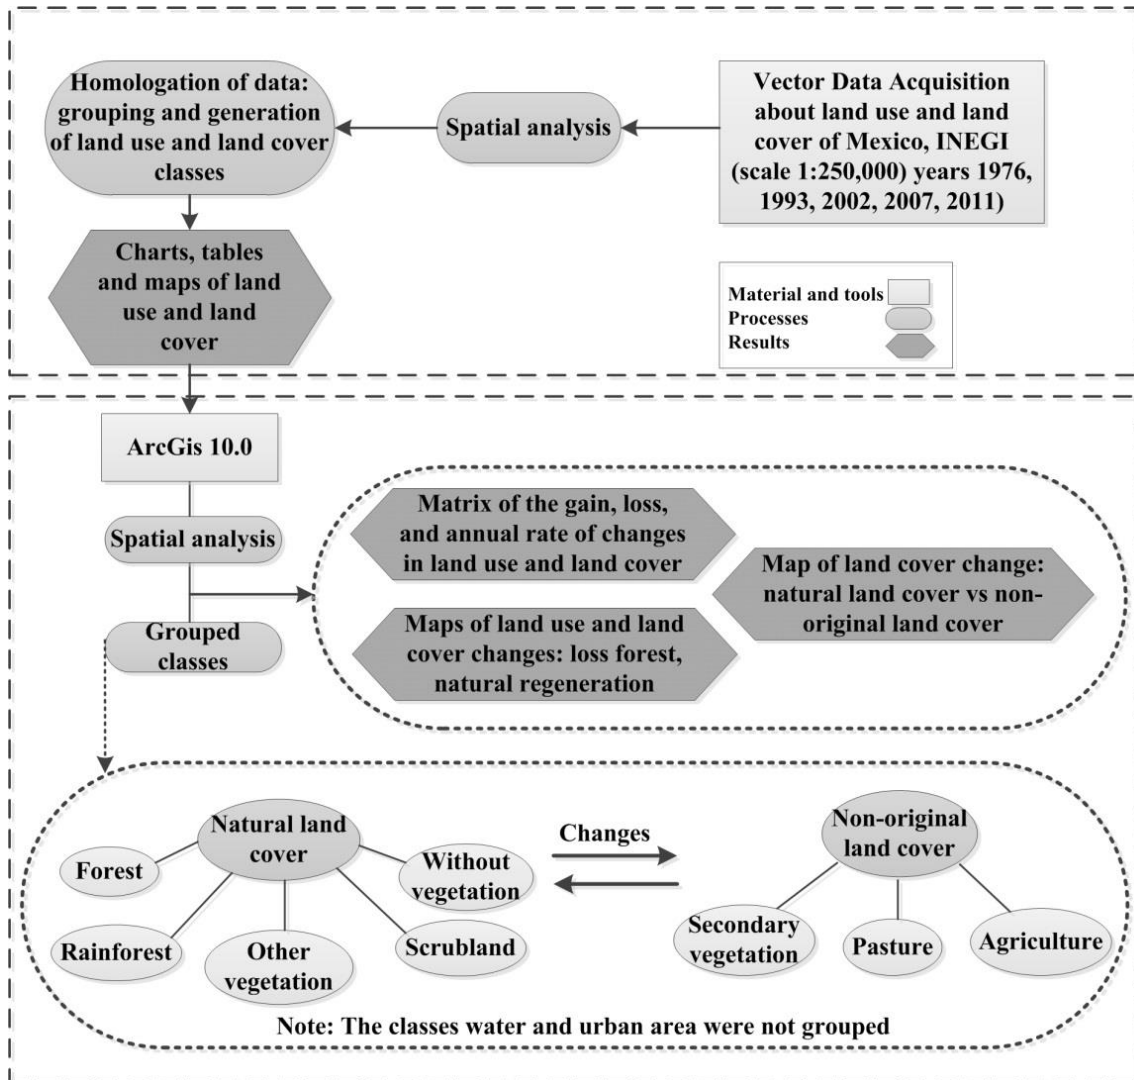 Homologation of data:
grouping and generation
of land use and land cover
classes
Spatial analysis
Vector Data Acquisition
about land use and land
cover of Mexico, INEGI
(scale 1:250,000) years 1976,
1993, 2002, 2007, 2011)
Charts, tables
and maps of land
use and land
cover
Material and tools
Processes
Results
ArcGis 10.0
Spatial analysis
Grouped
classes
Matrix of the gain, loss,
and annual rate of changes
in land use and land cover
Maps of land use and land
cover changes: loss forest,
natural regeneration
Map of land cover change:
natural land cover vs non-
original land cover
Natural land
cover
Forest
Rainforest
Other
vegetation
Scrubland
Without
vegetation
Changes
Non-original
land cover
Secondary
vegetation
Pasture
Agriculture
Note: The classes water and urban area were not grouped